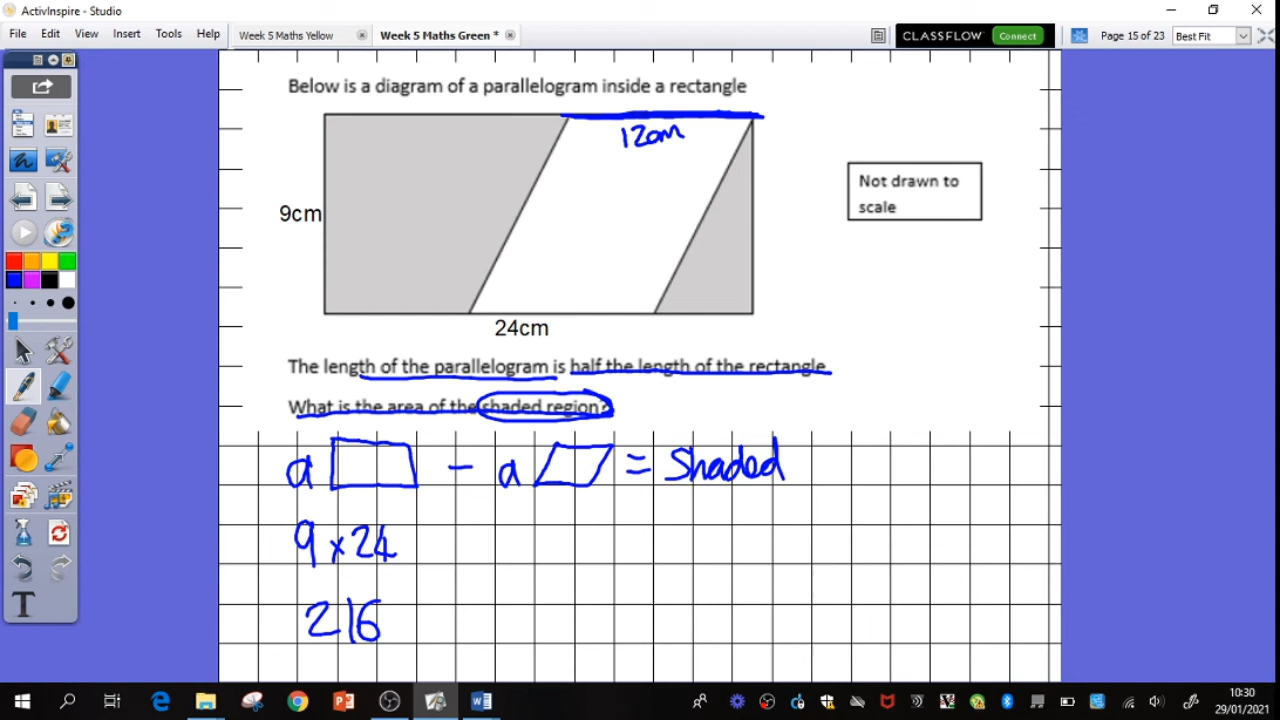 ActivInspire - Studio
File Edit View Insert Tools Help
Week 5 Maths Yellow
Week 5 Maths Green *
CLASSFLOW Connect
Page 15 of 23
Best Fit
Below is a diagram of a parallelogram inside a rectangle
12cm
9cm
Not drawn to
scale
24cm
The length of the parallelogram is half the length of the rectangle
What is the area of the shaded region?
a - a = Shaded
9 x 24
216
T
10:30
29/01/2021